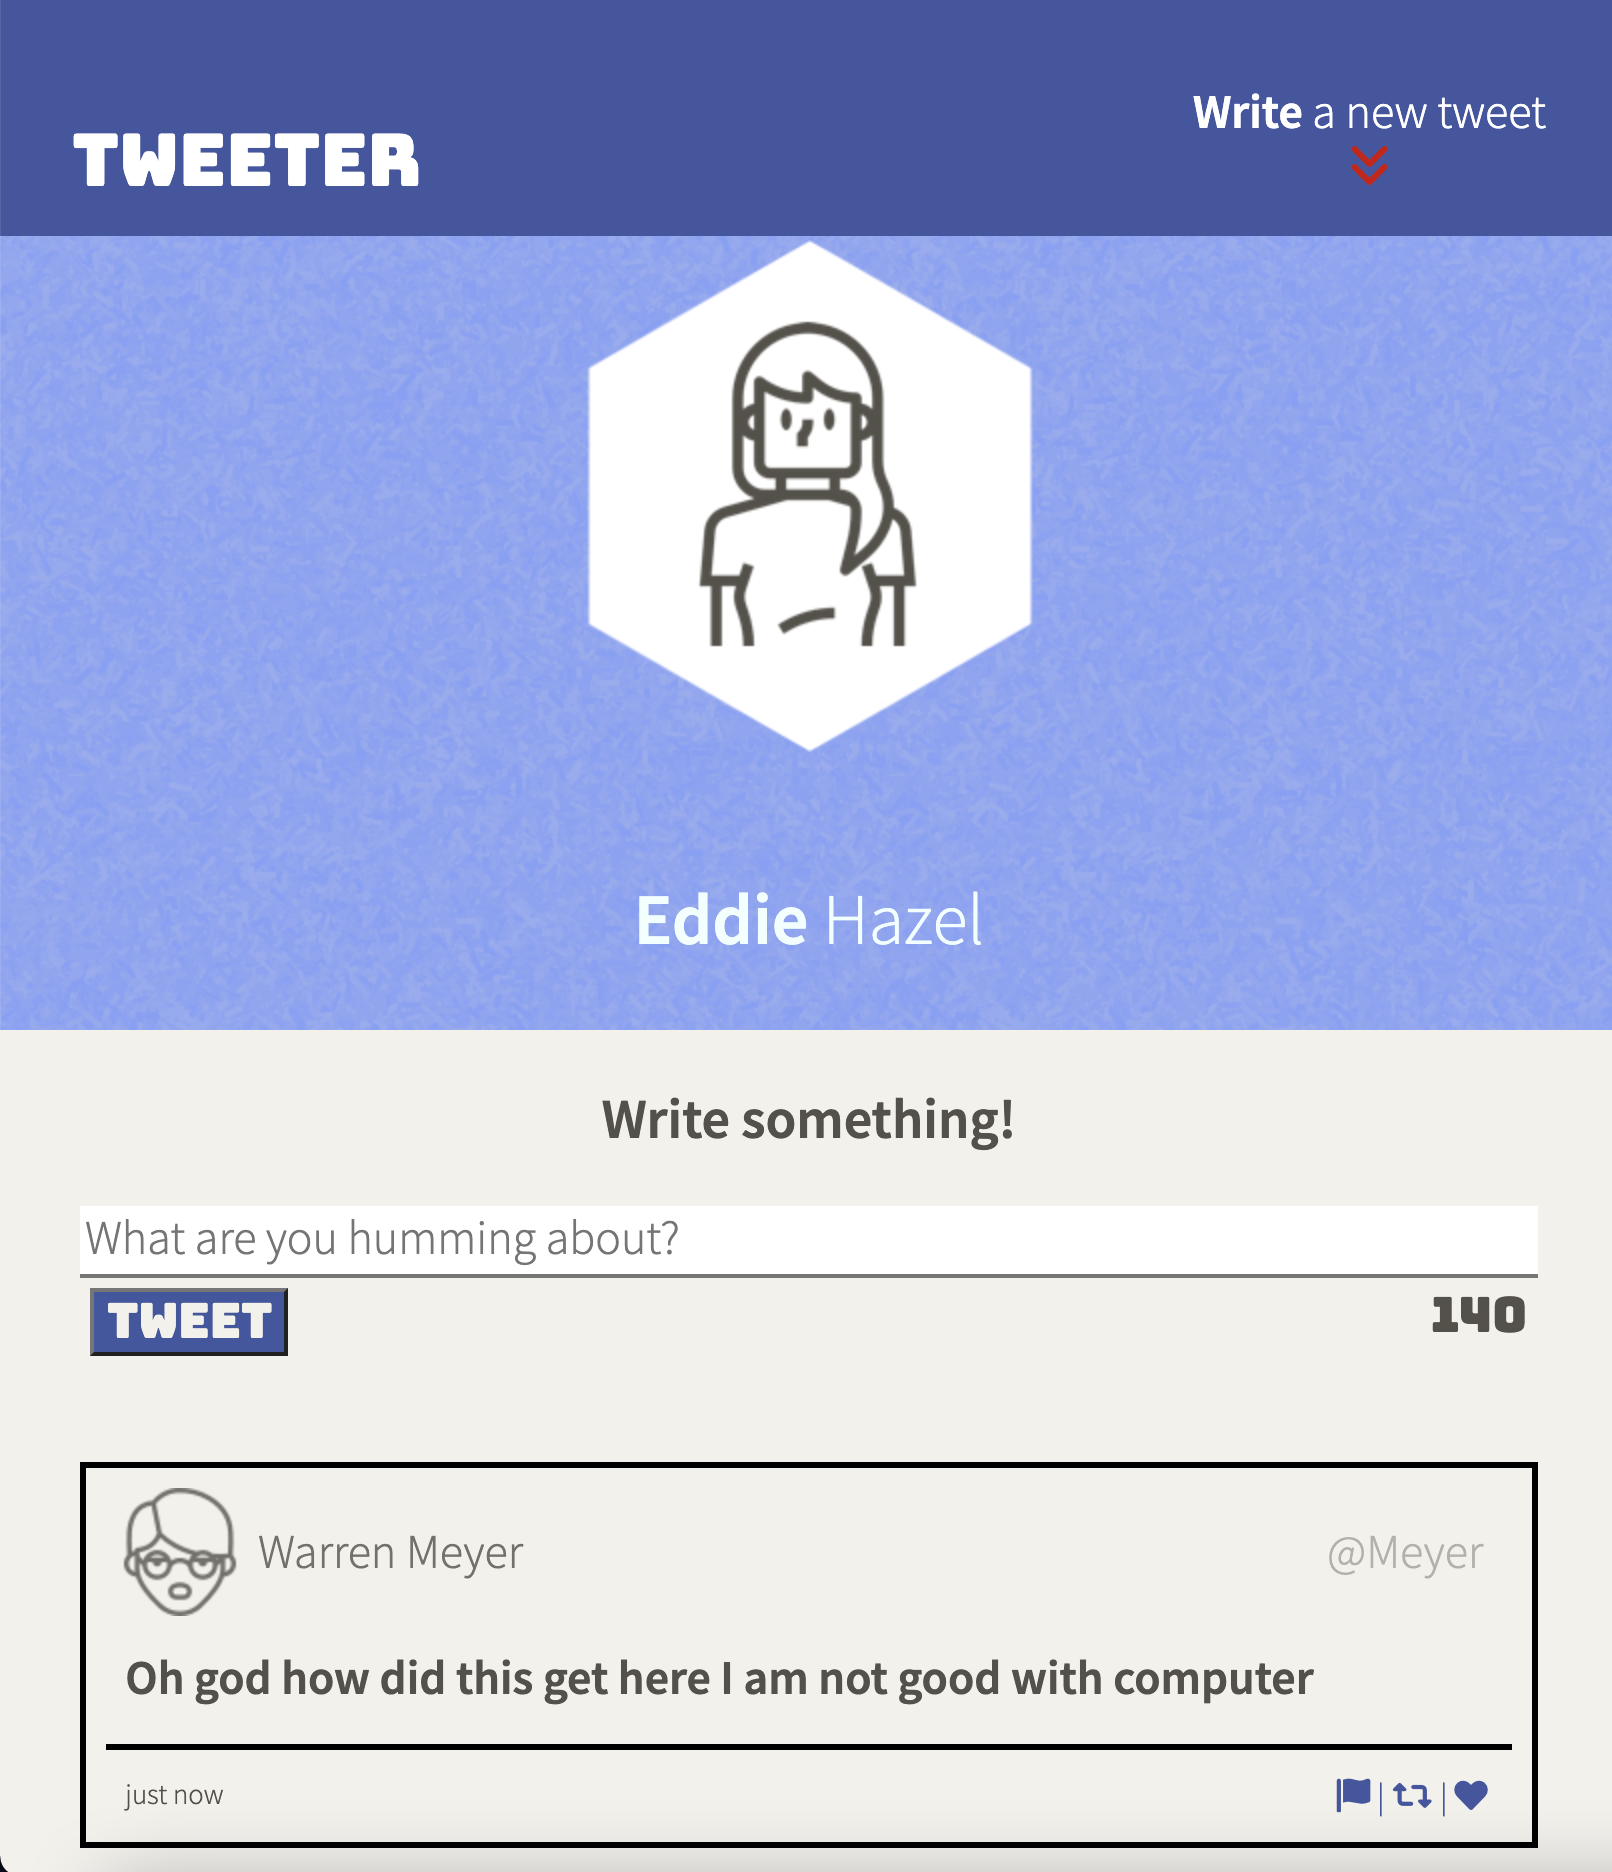 TWEETER
Write a new tweet
Eddie Hazel
Write something!
What are you humming about?
TWEET
140
Warren Meyer
@Meyer
Oh god how did this get here I am not good with computer
just now